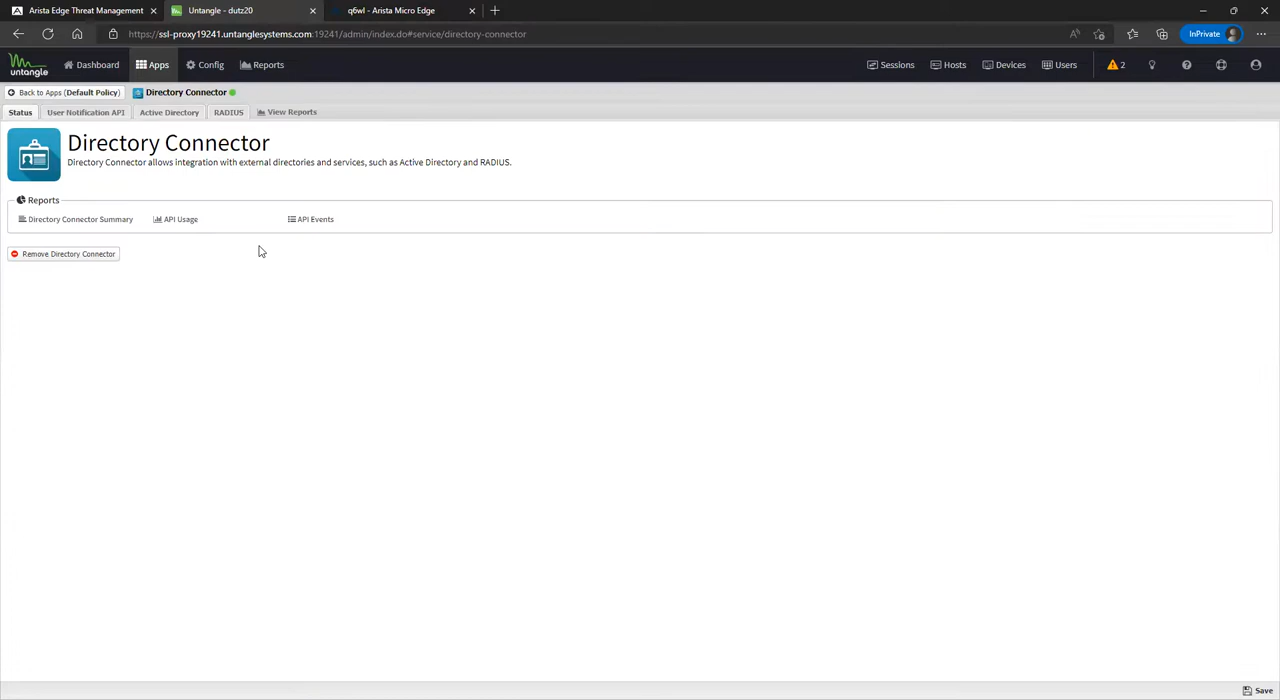 Arista Edge Threat Management
Untangle - dutz20
q6wl - Arista Micro Edge
https://ssl-proxy19241.untanglesystems.com:19241/admin/index.do#service/directory-connector
InPrivate
untangle
Dashboard
Apps
Config
Reports
Sessions
Hosts
Devices
Users
2
Back to Apps (Default Policy)
Directory Connector
Status
User Notification API
Active Directory
RADIUS
View Reports
Directory Connector
Directory Connector allows integration with external directories and services, such as Active Directory and RADIUS.
Reports
Directory Connector Summary
API Usage
API Events
Remove Directory Connector
Save